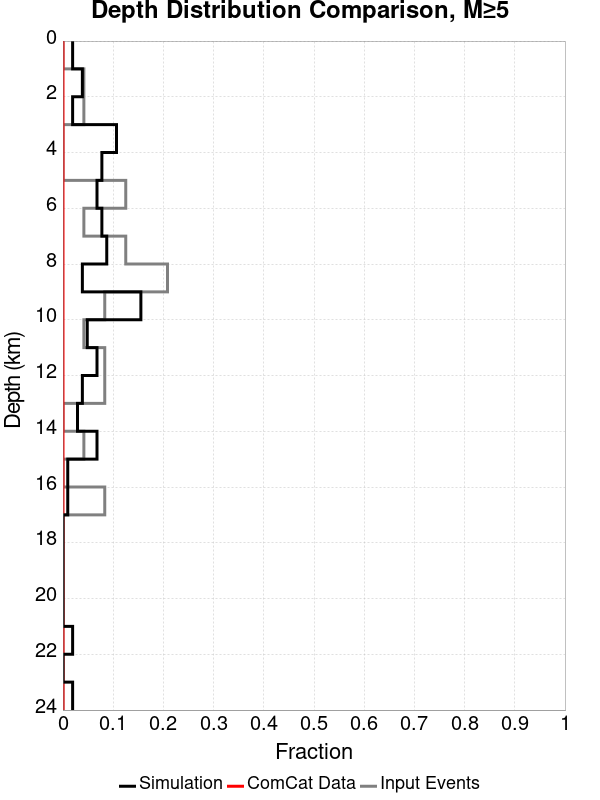 Depth Distribution Comparison, M≥5
0
2
4
6
8
10
12
14
16
18
20
22
24
Depth (km)
0 0.1 0.2 0.3 0.4 0.5 0.6 0.7 0.8 0.9 1
Fraction
Simulation ComCat Data Input Events